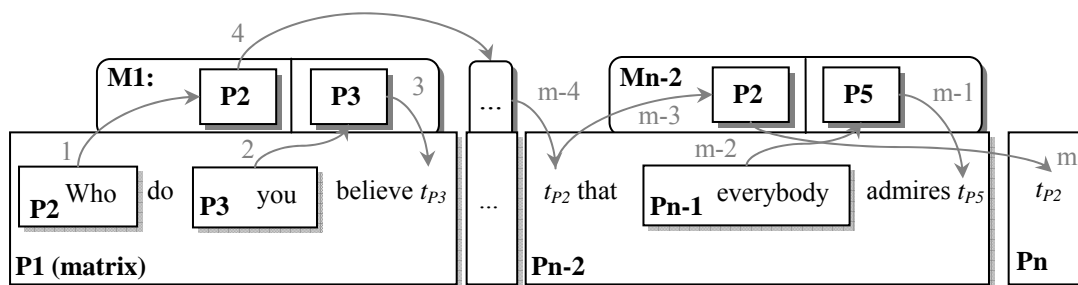 4
M1: P2 P3 3 ... m-4 Mn-2 P2 P5 m-1
m-3
1 2 m-2 m
P2 Who do P3 you believe tP3 ... tP2 that Pn-1 everybody admires tP5 tP2
P1 (matrix) Pn-2 Pn